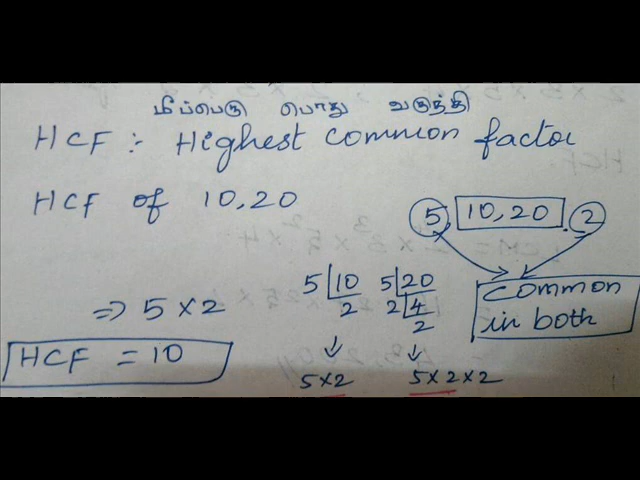 மீப்பெரு பொது வகுத்தி
HCF :- Highest common factor
HCF of 10,20
5, 10,20 . 2
common
in both
5 10 5 20
2 2 4
2
=> 5 × 2
5×2 5×2×2
HCF = 10